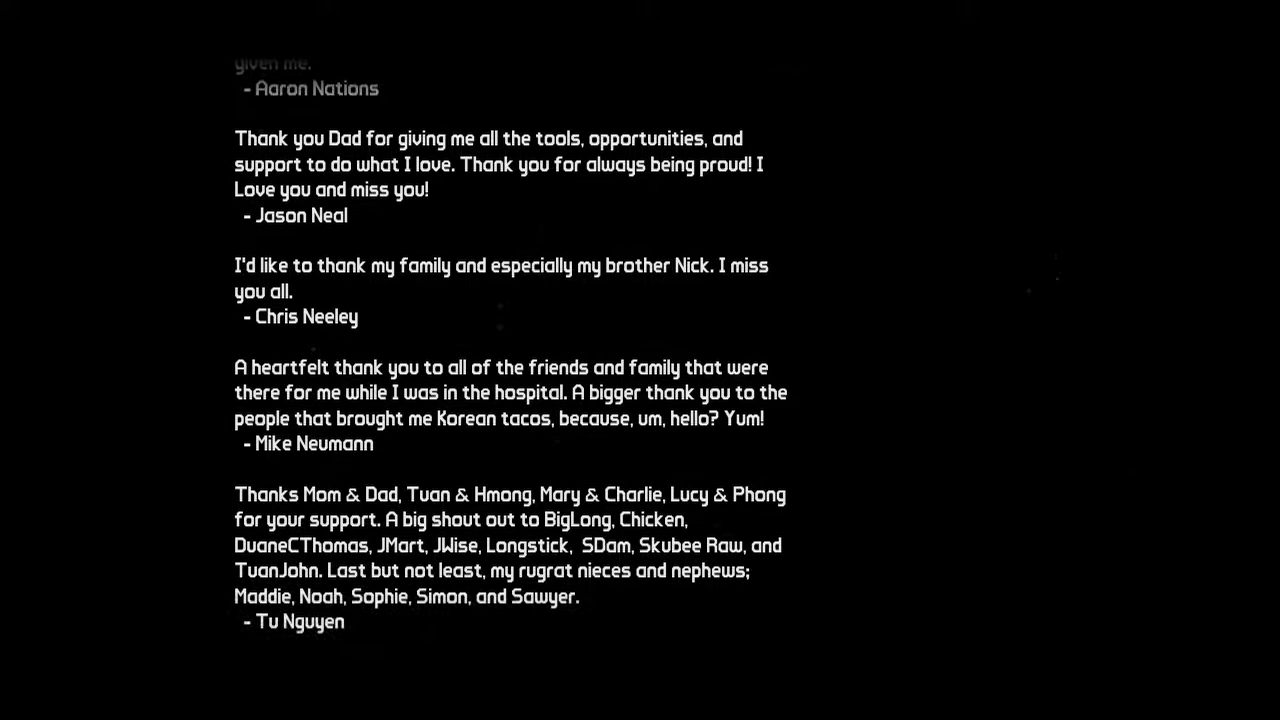 given me.
- Aaron Nations
Thank you Dad for giving me all the tools, opportunities, and
support to do what I love. Thank you for always being proud! I
Love you and miss you!
- Jason Neal
I'd like to thank my family and especially my brother Nick. I miss
you all.
- Chris Neeley
A heartfelt thank you to all of the friends and family that were
there for me while I was in the hospital. A bigger thank you to the
people that brought me Korean tacos, because, um, hello? Yum!
- Mike Neumann
Thanks Mom & Dad, Tuan & Hmong, Mary & Charlie, Lucy & Phong
for your support. A big shout out to BigLong, Chicken,
DuaneCThomas, JMart, JWise, Longstick,  SDam, Skubee Raw, and
TuanJohn. Last but not least, my rugrat nieces and nephews;
Maddie, Noah, Sophie, Simon, and Sawyer.
- Tu Nguyen